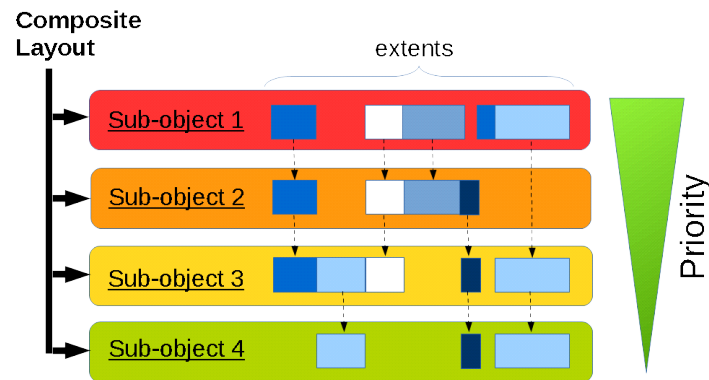 Composite
Layout
extents
Sub-object 1
Sub-object 2
Sub-object 3
Sub-object 4
Priority